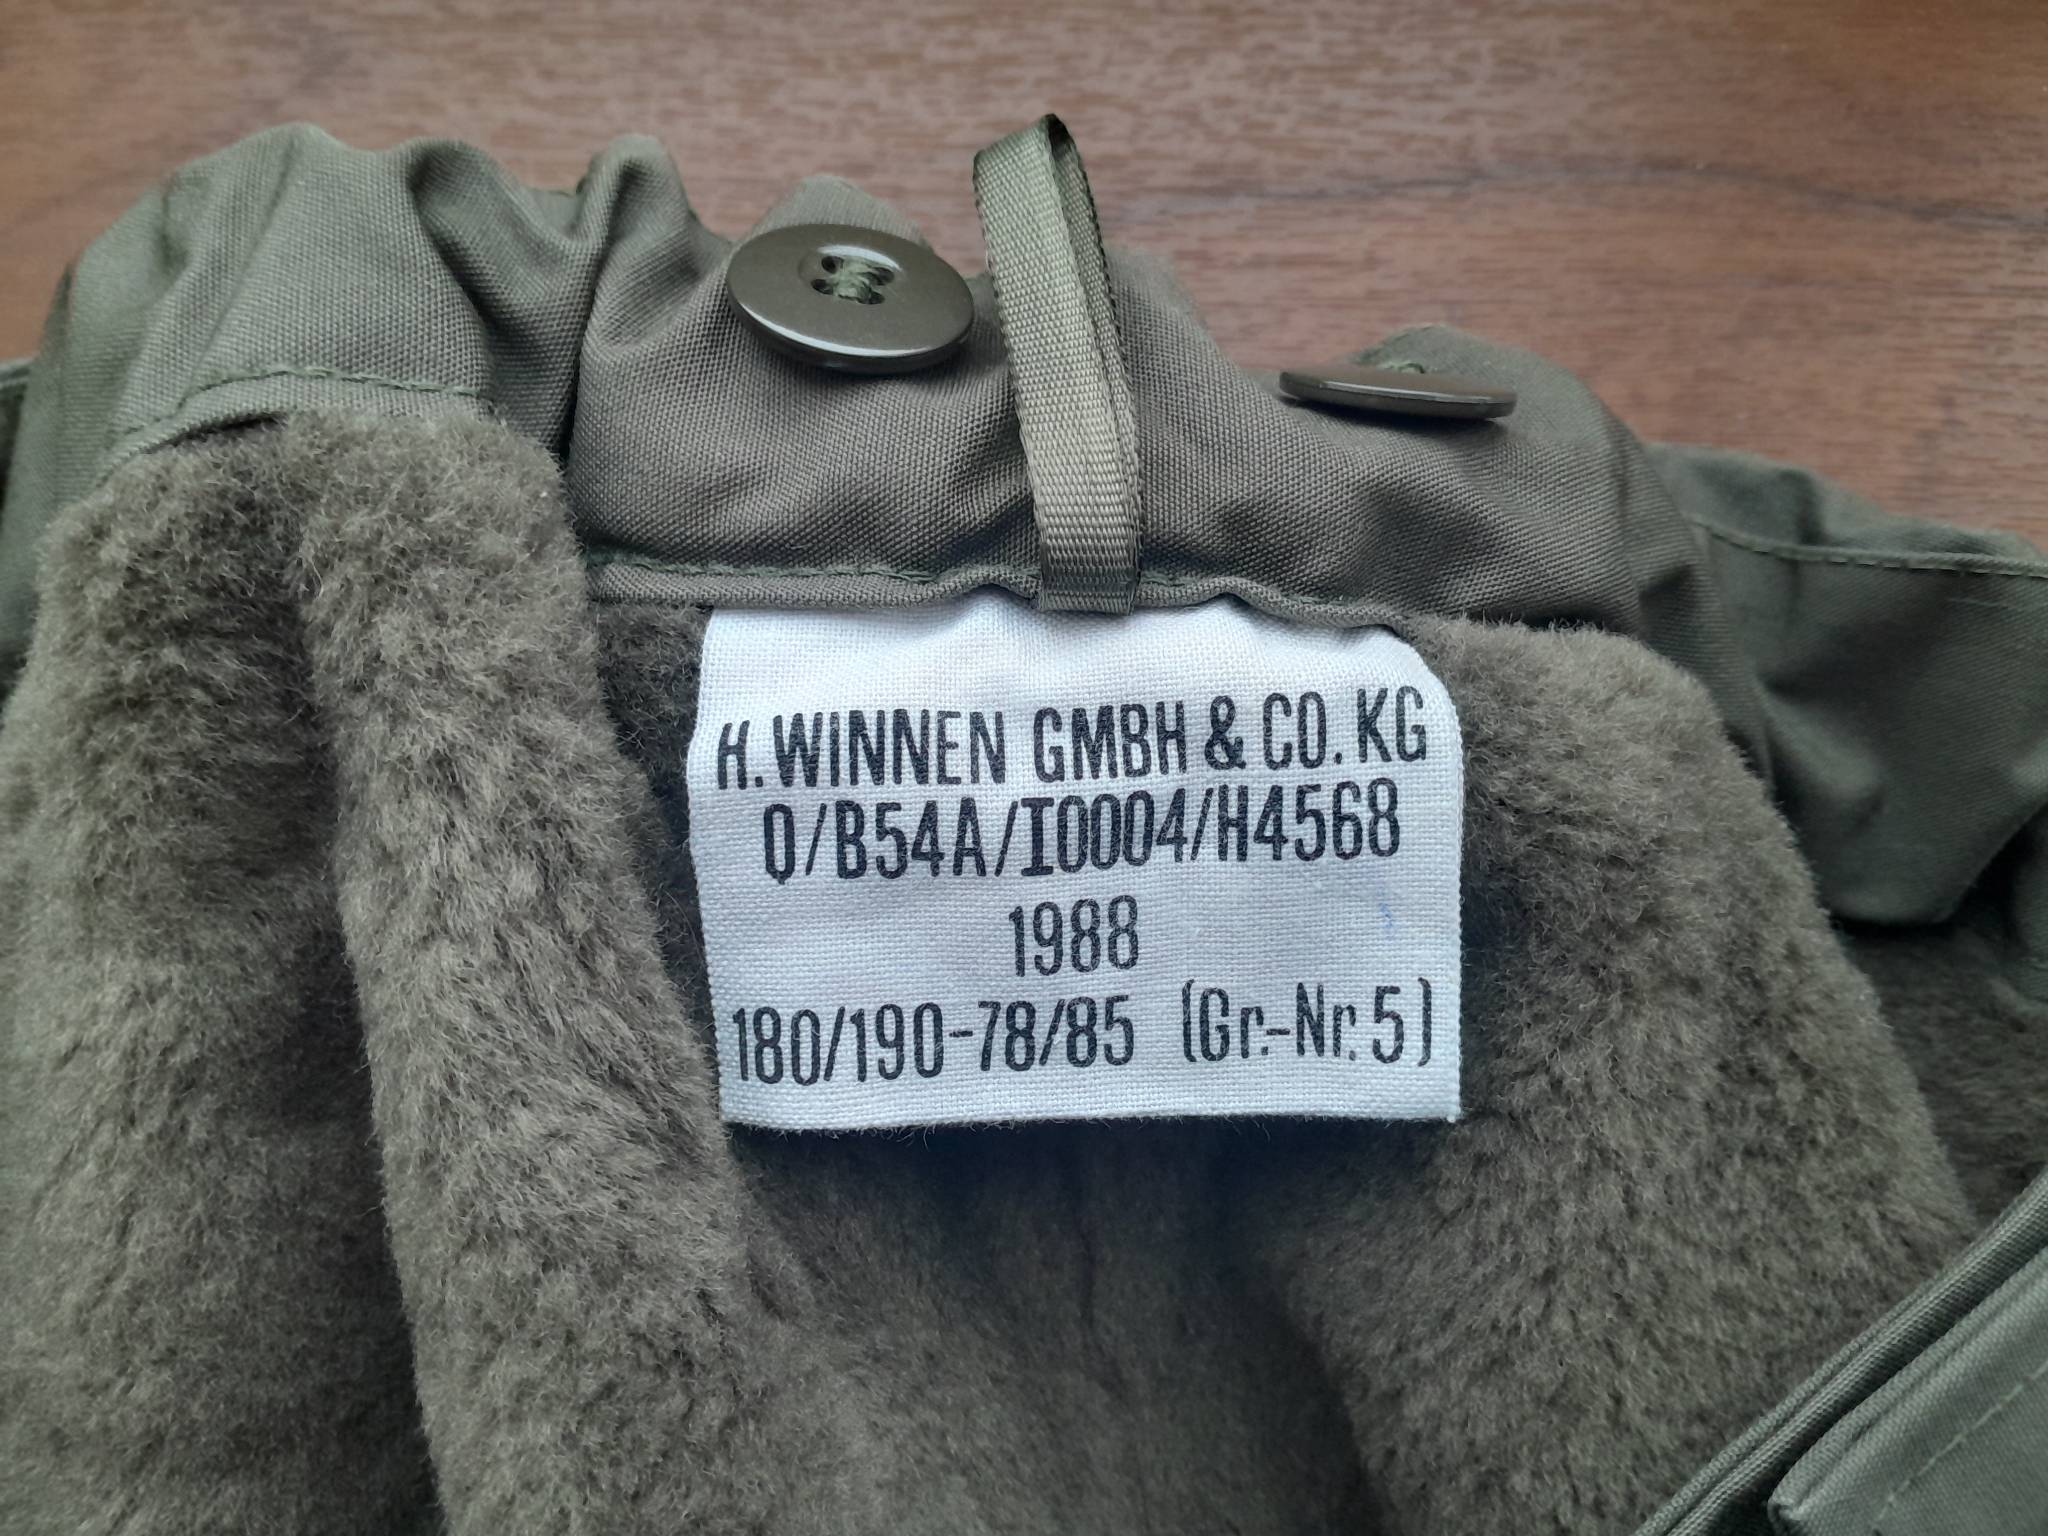 H. WINNEN GMBH & CO. KG
Q/B54A/I0004/H4568
1988
180/190-78/85 (Gr.-Nr. 5)